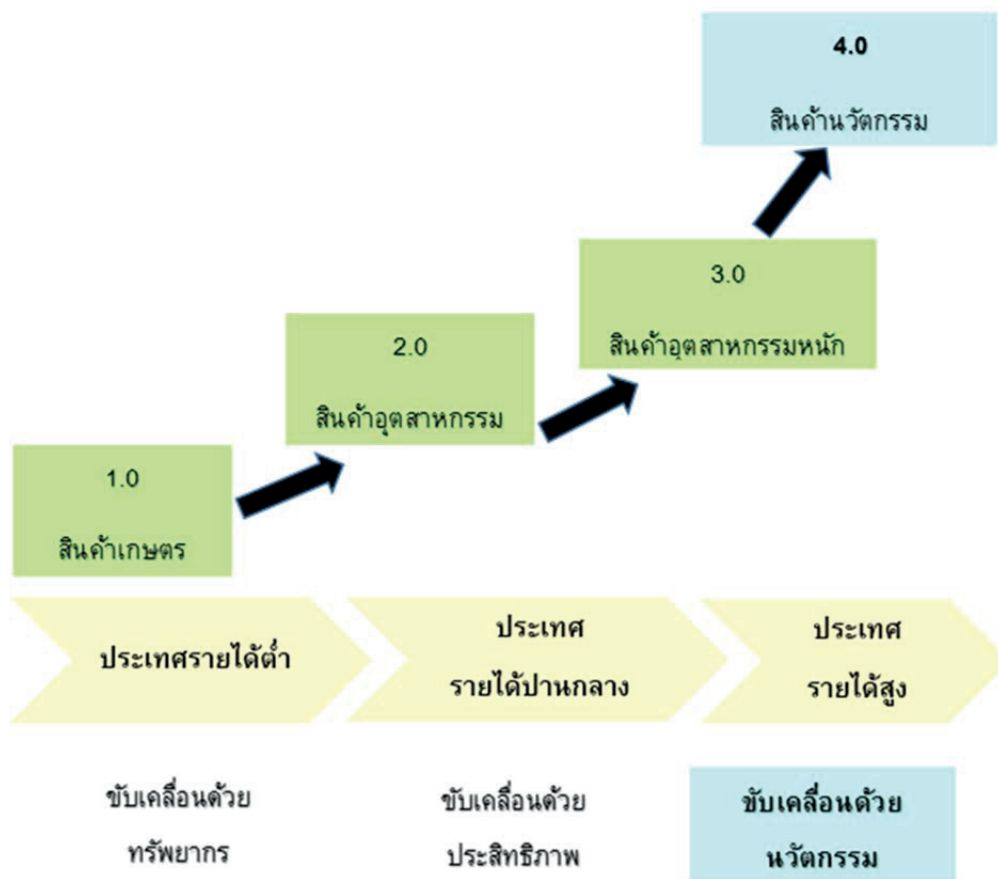 4.0
สินค้านวัตกรรม
3.0
สินค้าอุตสาหกรรมหนัก
2.0
สินค้าอุตสาหกรรม
1.0
สินค้าเกษตร
ประเทศรายได้ต่ำ
ประเทศ
รายได้ปานกลาง
ประเทศ
รายได้สูง
ขับเคลื่อนด้วย
ทรัพยากร
ขับเคลื่อนด้วย
ประสิทธิภาพ
ขับเคลื่อนด้วย
นวัตกรรม